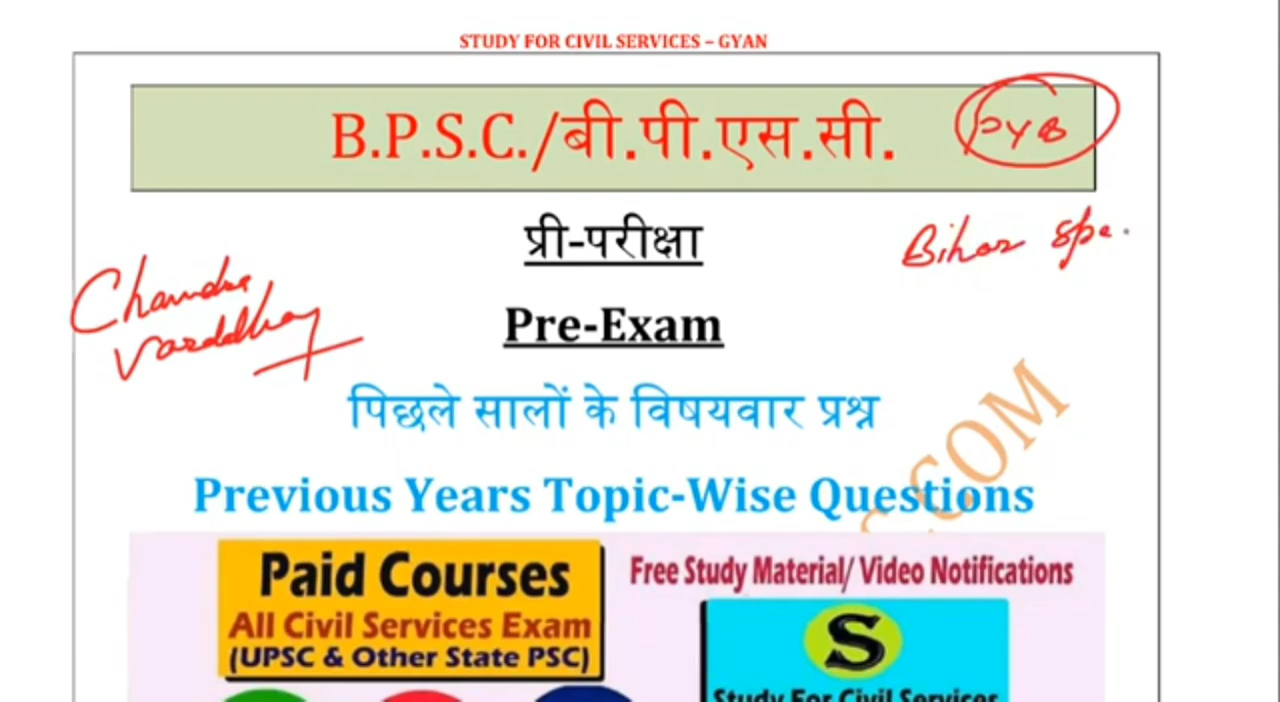 STUDY FOR CIVIL SERVICES – GYAN
B.P.S.C./बी.पी.एस.सी.
PYB
प्री-परीक्षा
Bihar Spe.
Chandra
Varddhay
Pre-Exam
पिछले सालों के विषयवार प्रश्न
Previous Years Topic-Wise Questions
.COM
Paid Courses
All Civil Services Exam
(UPSC & Other State PSC)
Free Study Material/ Video Notifications
S
Study For Civil Services